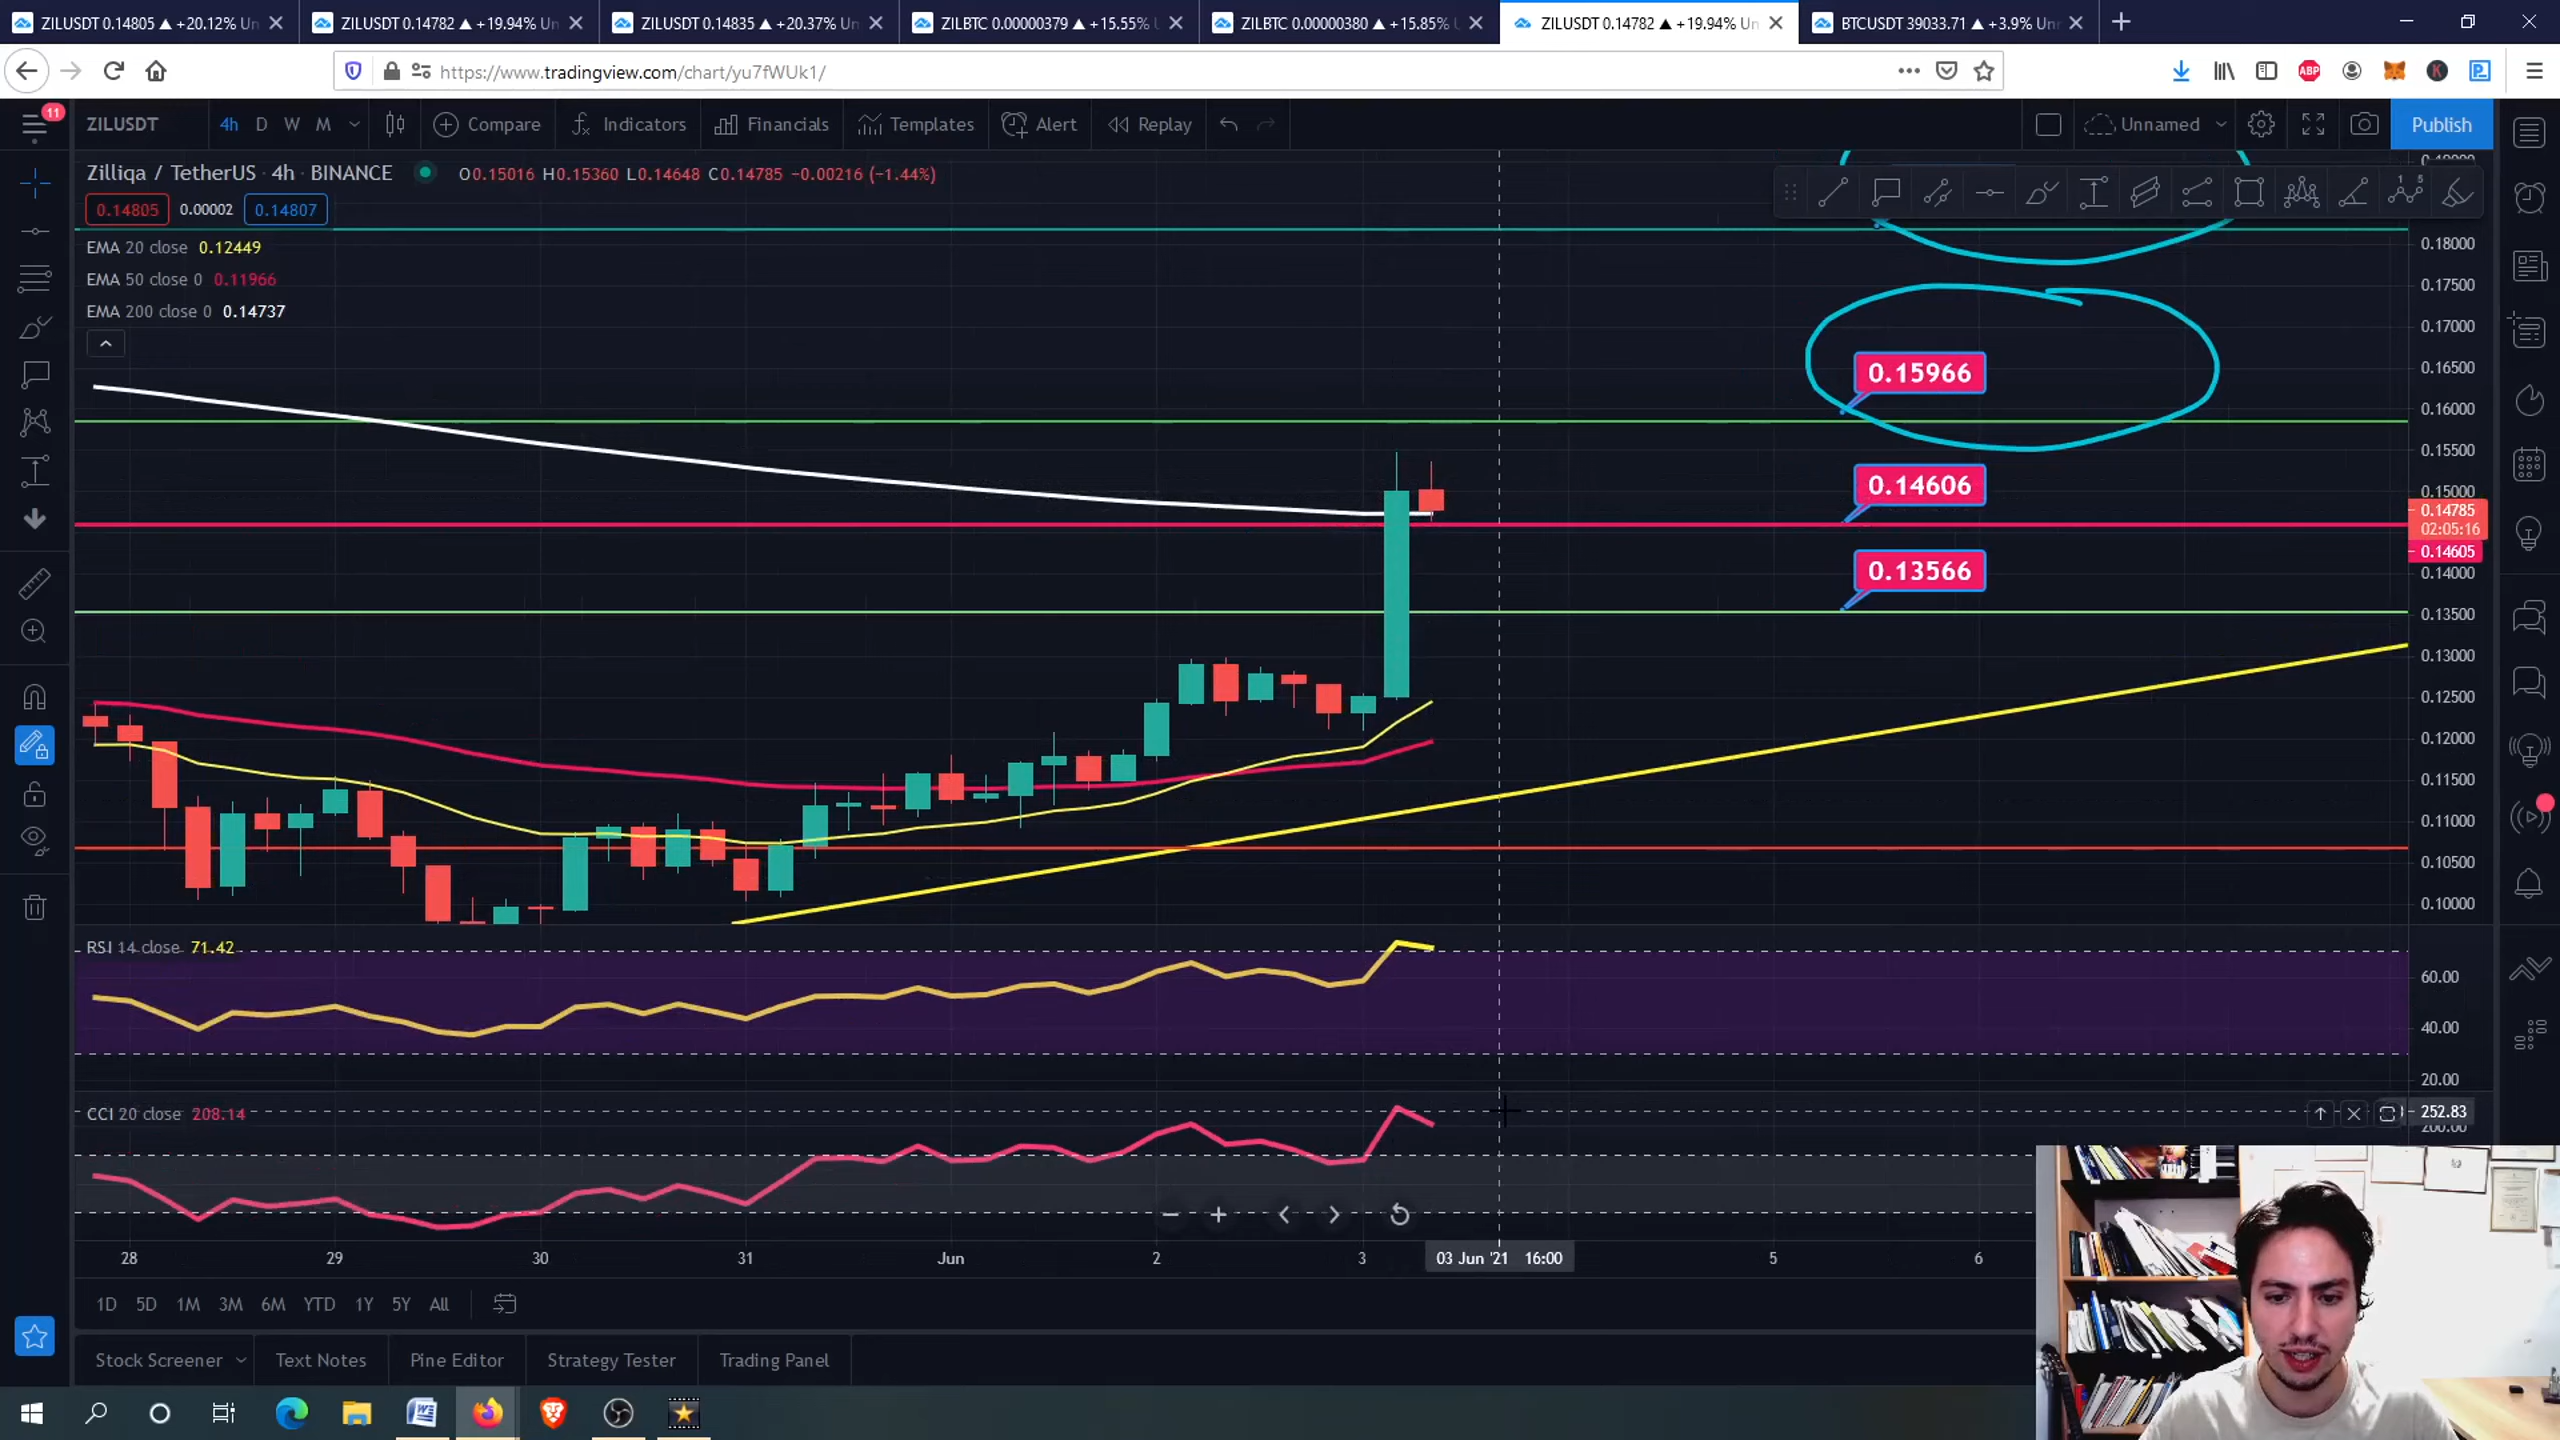 ZILUSDT 0.14805 ▲ +20.12% Un
ZILUSDT 0.14782 ▲ +19.94% Un
ZILUSDT 0.14835 ▲ +20.37% Un
ZILBTC 0.00000379 ▲ +15.55% U
ZILBTC 0.00000380 ▲ +15.85% U
ZILUSDT 0.14782 ▲ +19.94% Un
BTCUSDT 39033.71 ▲ +3.9% Unn
https://www.tradingview.com/chart/yu7fWUk1/
ABP
K
11
ZILUSDT
4h D W M
Compare
Indicators
Financials
Templates
Alert
Replay
Unnamed
Publish
Zilliqa / TetherUS · 4h · BINANCE
O0.15016 H0.15360 L0.14648 C0.14785 −0.00216 (−1.44%)
0.14805 0.00002 0.14807
EMA 20 close 0.12449
EMA 50 close 0 0.11966
EMA 200 close 0 0.14737
0.18000
0.17500
0.17000
0.16500
0.16000
0.15500
0.15000
0.14785
02:05:16
0.14605
0.14000
0.13500
0.13000
0.12500
0.12000
0.11500
0.11000
0.10500
0.10000
0.15966
0.14606
0.13566
RSI 14 close 71.42
60.00
40.00
20.00
CCI 20 close 208.14
252.83
28 29 30 31 Jun 2 3 03 Jun '21 16:00 5 6
1D 5D 1M 3M 6M YTD 1Y 5Y All
Stock Screener
Text Notes
Pine Editor
Strategy Tester
Trading Panel